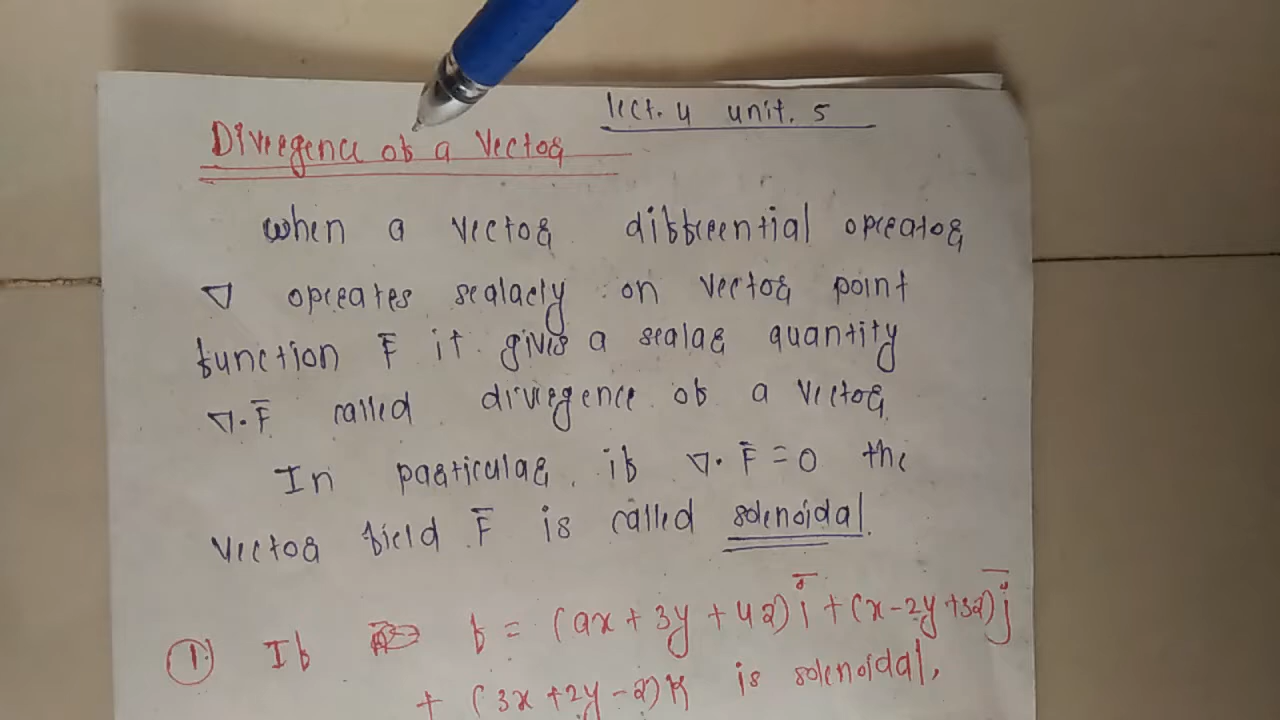 lect. 4 unit. 5
Divergence of a Vector
when a vector differential operator
∇ operates scalarly on vector point
function F̄ it gives a scalar quantity
∇·F̄ called divergence of a vector
In particular, if ∇·F̄ = 0 the
vector field F̄ is called solenoidal.
① If f = (ax + 3y + 4z) i̅ + (x - 2y + 3z) j̅
+ (3x + 2y - z) k is solenoidal,